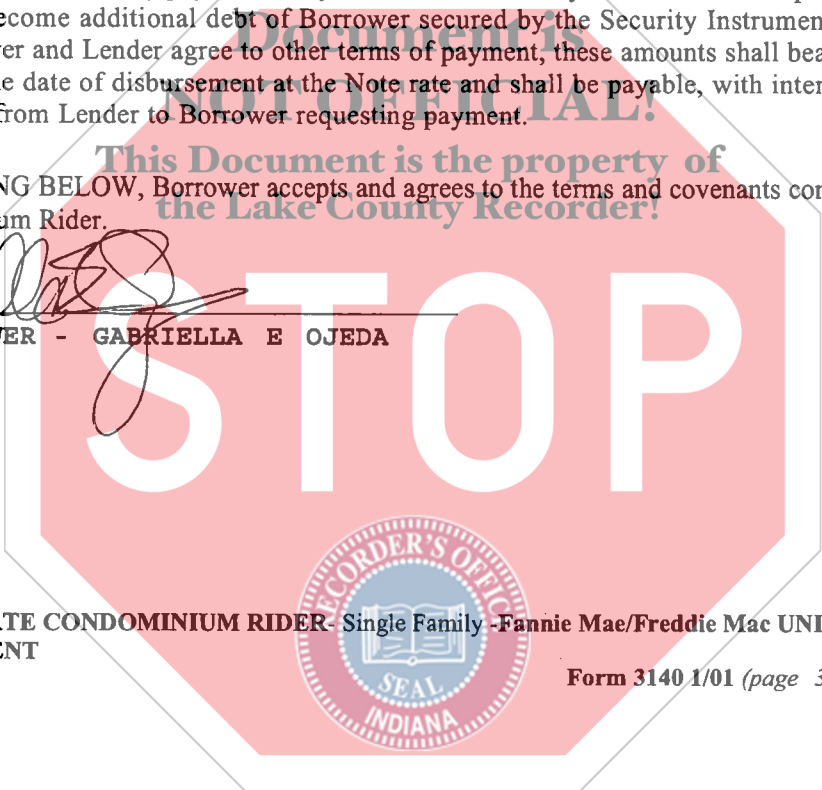 ecome additional debt of Borrower secured by the Security Instrumen
Document is
er and Lender agree to other terms of payment, these amounts shall bea
e date of disbursement at the Note rate and shall be payable, with inter
NOT OFFICIAL!
from Lender to Borrower requesting payment.
This Document is the property of
NG BELOW, Borrower accepts and agrees to the terms and covenants con
the Lake County Recorder!
um Rider.
ER - GABRIELLA E OJEDA
STOP
RECORDER'S OFFIC
TE CONDOMINIUM RIDER- Single Family -Fannie Mae/Freddie Mac UNI
ENT
SEAL
Form 3140 1/01 (page 3
INDIANA